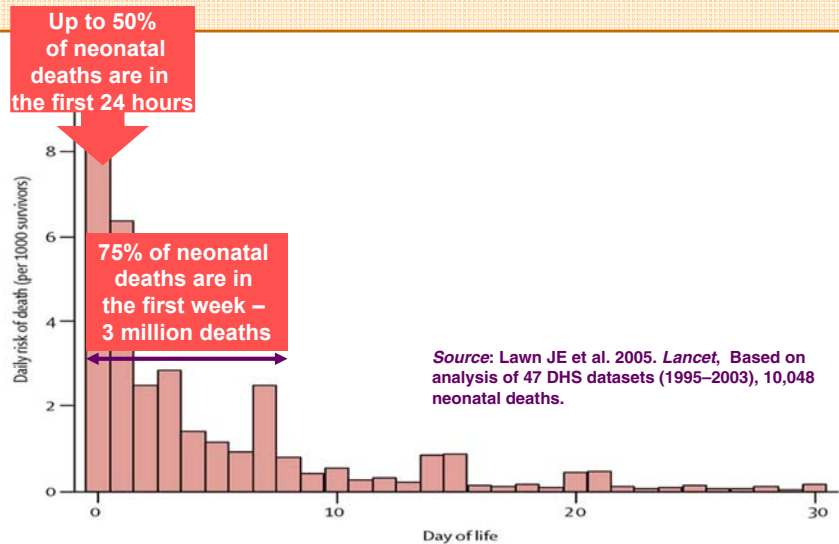 Up to 50%
of neonatal
deaths are in
the first 24 hours
8
6
4
2
0
Daily risk of death (per 1000 survivors)
75% of neonatal
deaths are in
the first week –
3 million deaths
Source: Lawn JE et al. 2005. Lancet, Based on
analysis of 47 DHS datasets (1995–2003), 10,048
neonatal deaths.
0
10
20
30
Day of life